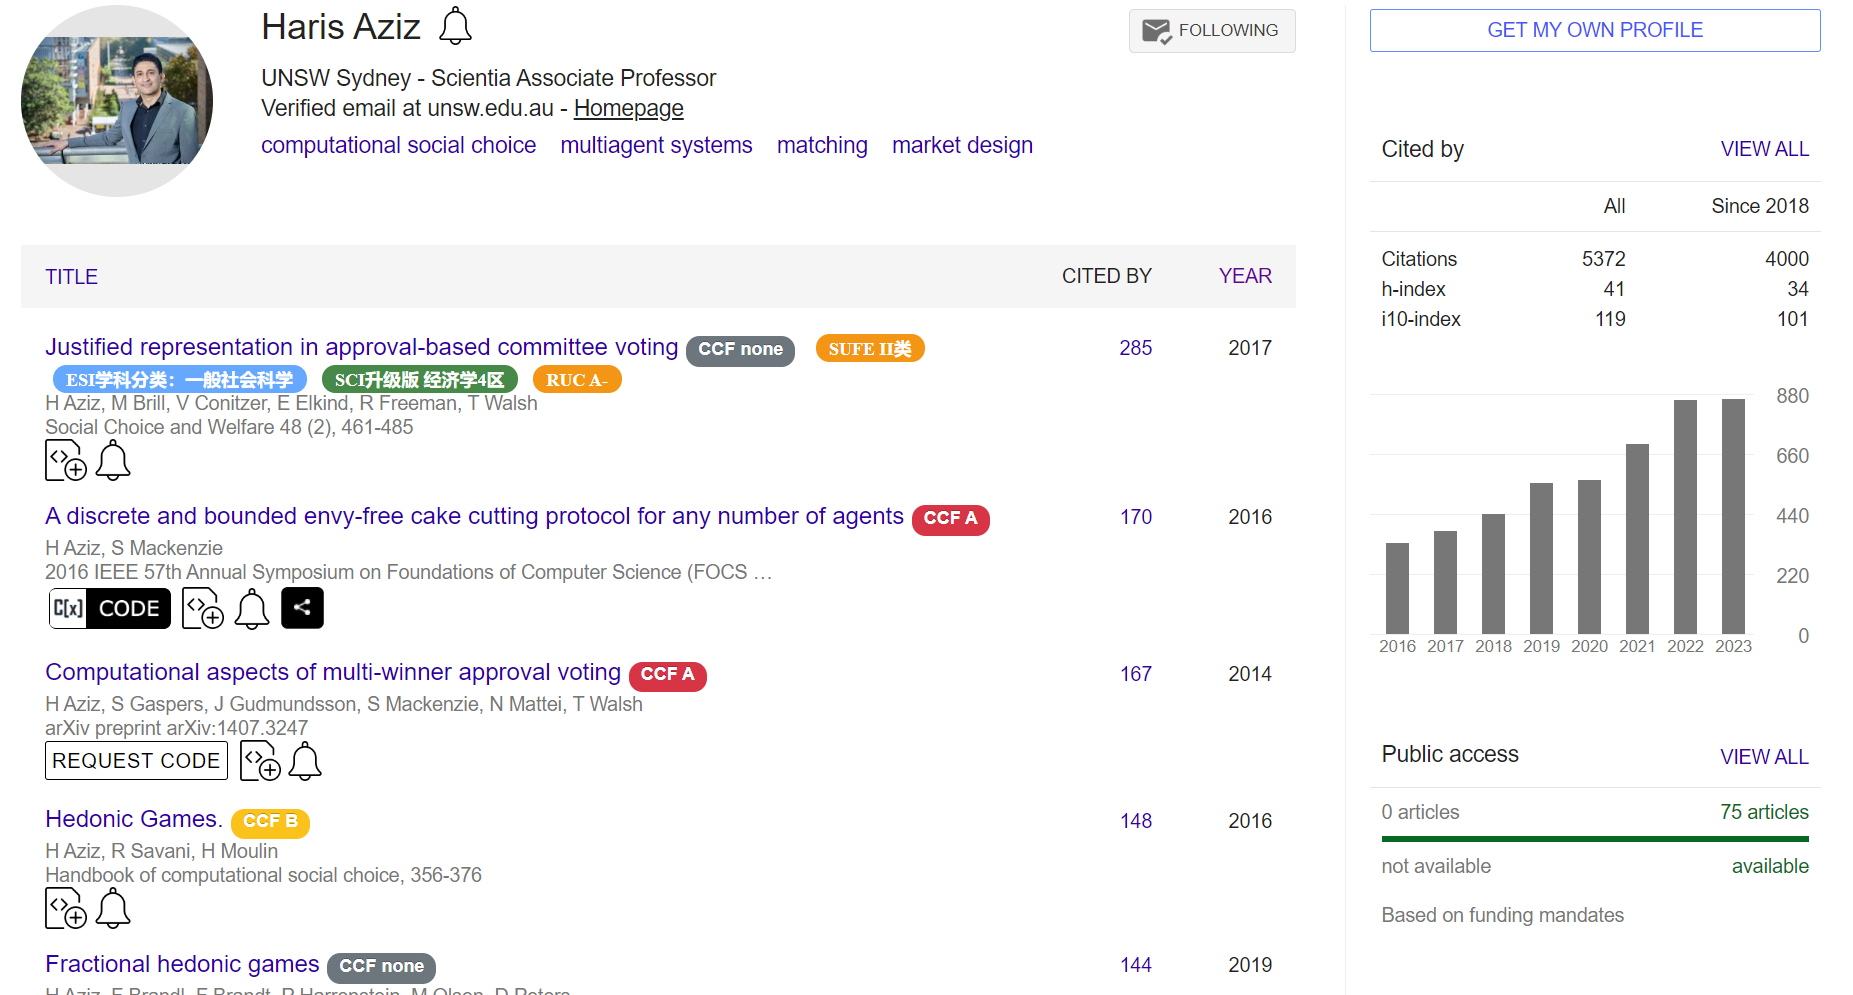 Haris Aziz
FOLLOWING
UNSW Sydney - Scientia Associate Professor
Verified email at unsw.edu.au - Homepage
computational social choice multiagent systems matching market design
TITLE CITED BY YEAR
Justified representation in approval-based committee voting CCF none SUFE II类 285 2017
ESI学科分类：一般社会科学 SCI升级版 经济学4区 RUC A-
H Aziz, M Brill, V Conitzer, E Elkind, R Freeman, T Walsh
Social Choice and Welfare 48 (2), 461-485
A discrete and bounded envy-free cake cutting protocol for any number of agents CCF A 170 2016
H Aziz, S Mackenzie
2016 IEEE 57th Annual Symposium on Foundations of Computer Science (FOCS …
C[x] CODE
Computational aspects of multi-winner approval voting CCF A 167 2014
H Aziz, S Gaspers, J Gudmundsson, S Mackenzie, N Mattei, T Walsh
arXiv preprint arXiv:1407.3247
REQUEST CODE
Hedonic Games. CCF B 148 2016
H Aziz, R Savani, H Moulin
Handbook of computational social choice, 356-376
Fractional hedonic games CCF none 144 2019
H Aziz, F Brandl, F Brandt, P Harrenstein, M Olsen, D Peters
GET MY OWN PROFILE
Cited by VIEW ALL
All Since 2018
Citations 5372 4000
h-index 41 34
i10-index 119 101
880
660
440
220
0
2016 2017 2018 2019 2020 2021 2022 2023
Public access VIEW ALL
0 articles 75 articles
not available available
Based on funding mandates